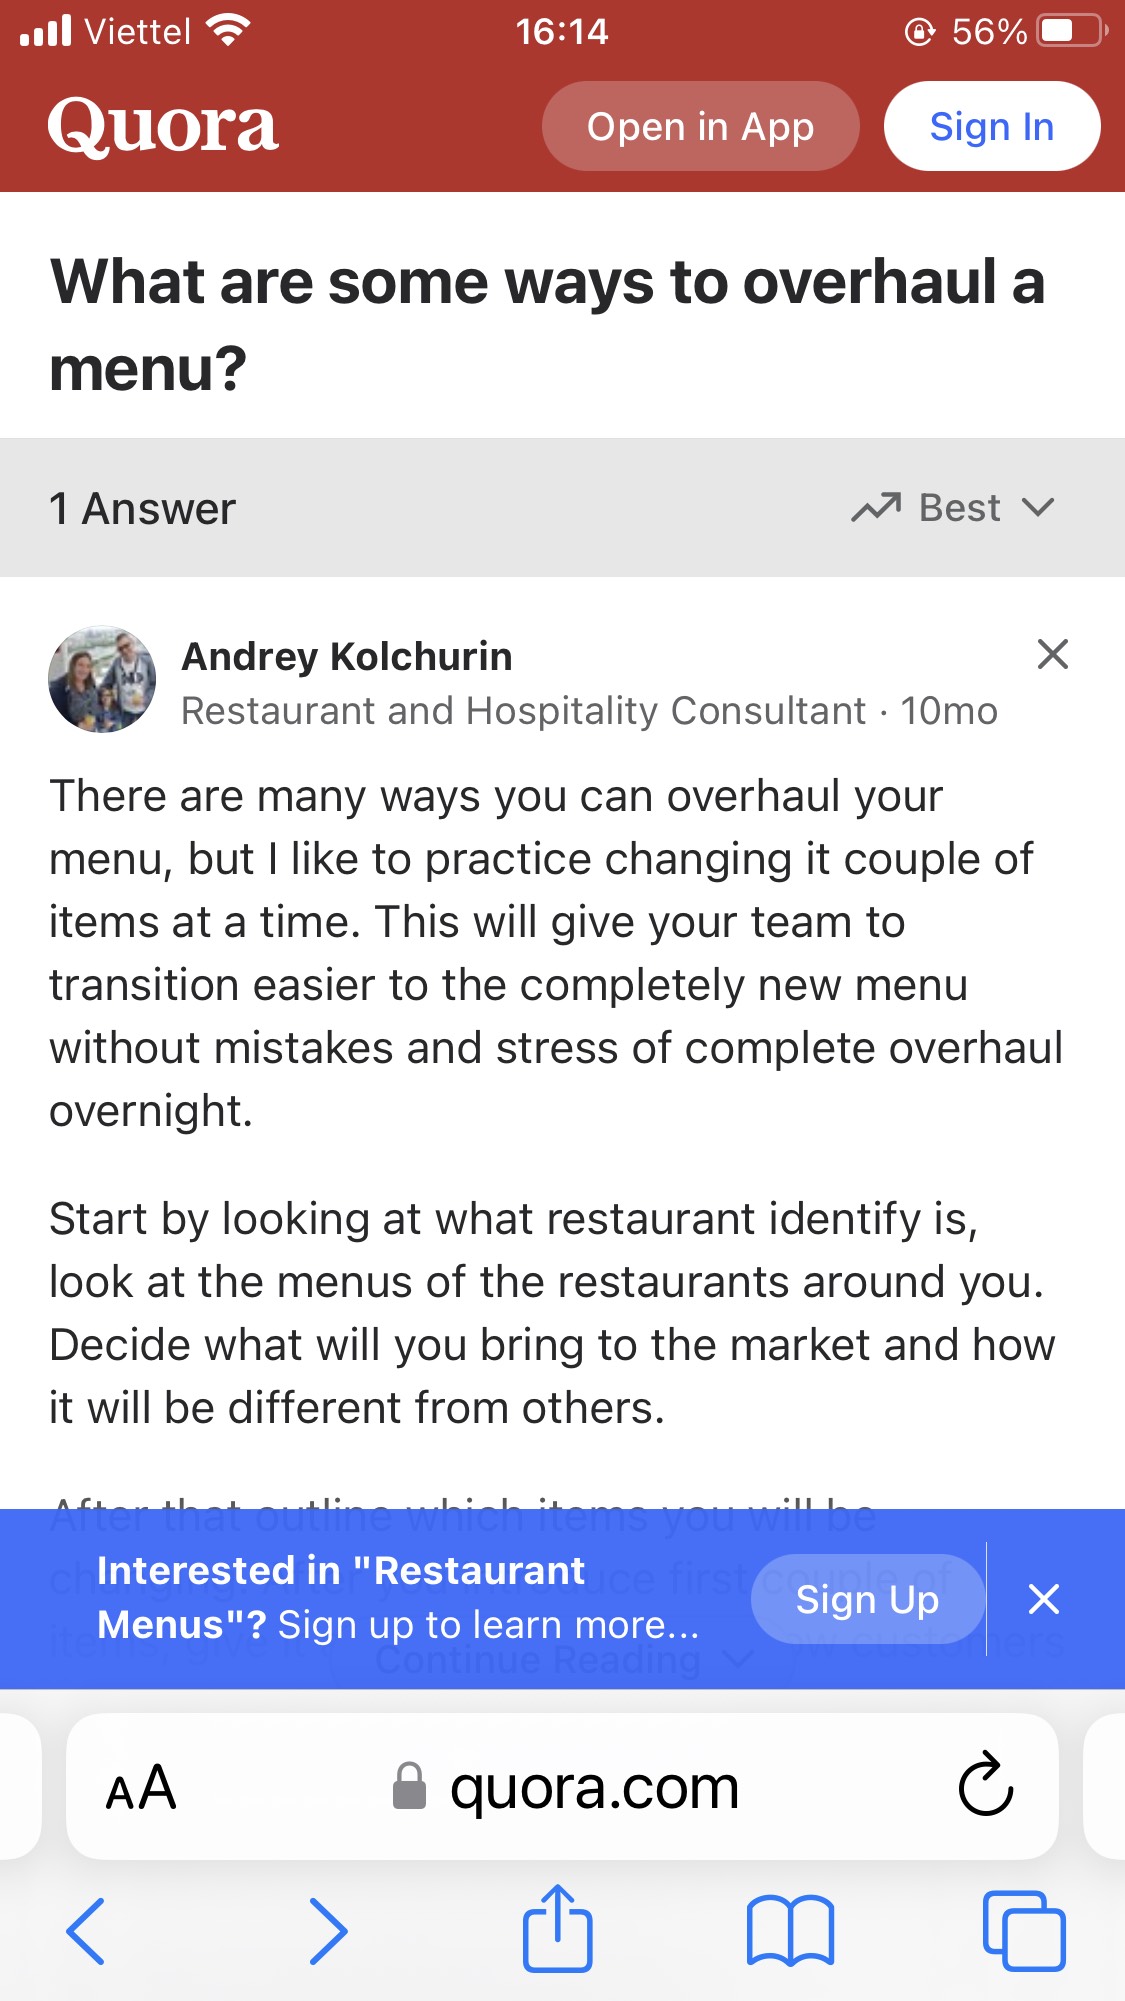 Viettel 16:14 56%
Quora Open in App Sign In
What are some ways to overhaul a
menu?
1 Answer Best
Andrey Kolchurin
Restaurant and Hospitality Consultant · 10mo
There are many ways you can overhaul your
menu, but I like to practice changing it couple of
items at a time. This will give your team to
transition easier to the completely new menu
without mistakes and stress of complete overhaul
overnight.
Start by looking at what restaurant identify is,
look at the menus of the restaurants around you.
Decide what will you bring to the market and how
it will be different from others.
After that outline which items you will be
Interested in "Restaurant
Menus"? Sign up to learn more...
Sign Up
Continue Reading
AA quora.com